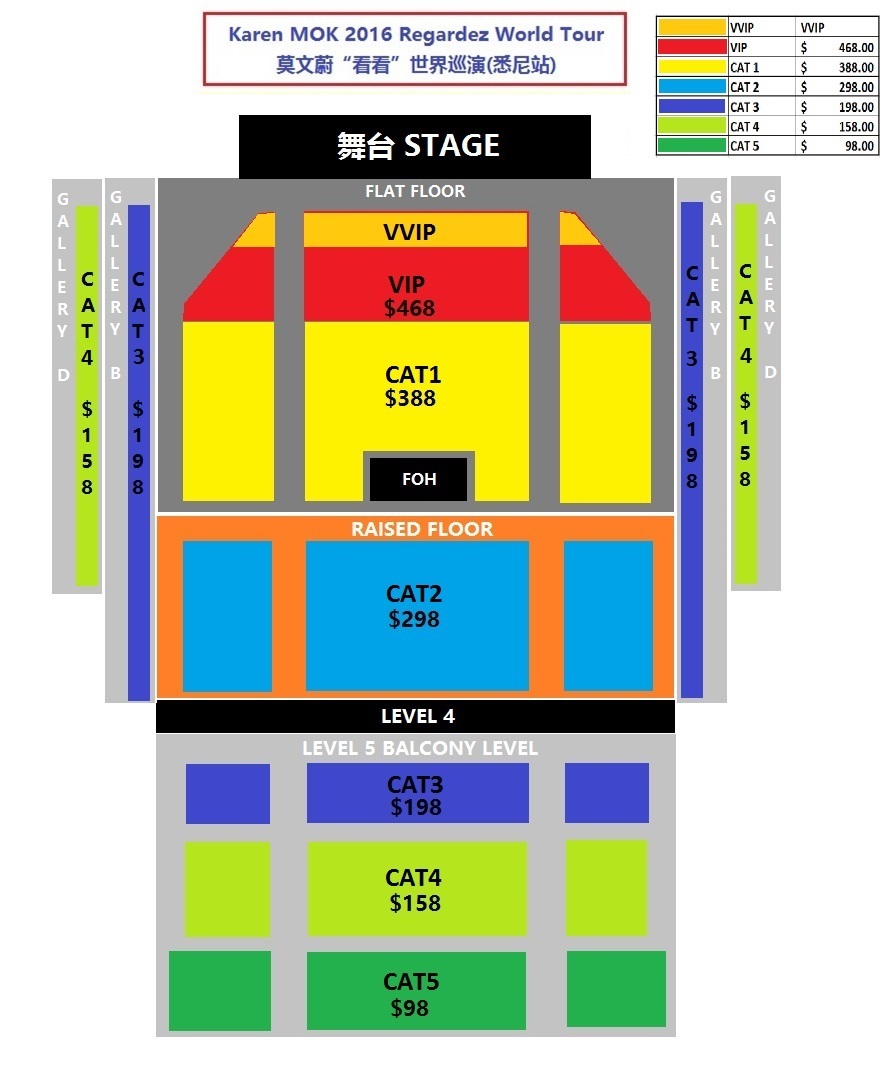 Karen MOK 2016 Regardez World Tour
莫文蔚“看看”世界巡演(悉尼站)
VVIP VVIP
VIP $ 468.00
CAT 1 $ 388.00
CAT 2 $ 298.00
CAT 3 $ 198.00
CAT 4 $ 158.00
CAT 5 $ 98.00
舞台 STAGE
FLAT FLOOR
GALLERY D
CAT4 $158
GALLERY B
CAT3 $198
VVIP
VIP
$468
CAT1
$388
FOH
CAT3 $198
GALLERY B
CAT4 $158
GALLERY D
RAISED FLOOR
CAT2
$298
LEVEL 4
LEVEL 5 BALCONY LEVEL
CAT3
$198
CAT4
$158
CAT5
$98